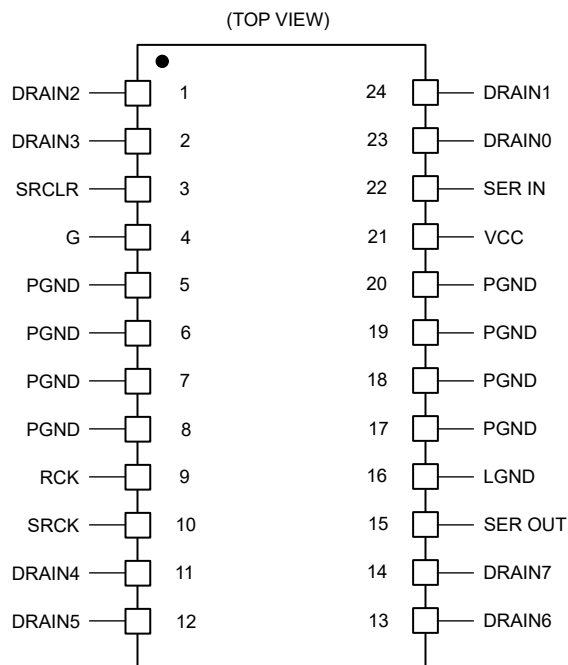 (TOP VIEW)
DRAIN2 1 24 DRAIN1
DRAIN3 2 23 DRAIN0
SRCLR 3 22 SER IN
G 4 21 VCC
PGND 5 20 PGND
PGND 6 19 PGND
PGND 7 18 PGND
PGND 8 17 PGND
RCK 9 16 LGND
SRCK 10 15 SER OUT
DRAIN4 11 14 DRAIN7
DRAIN5 12 13 DRAIN6